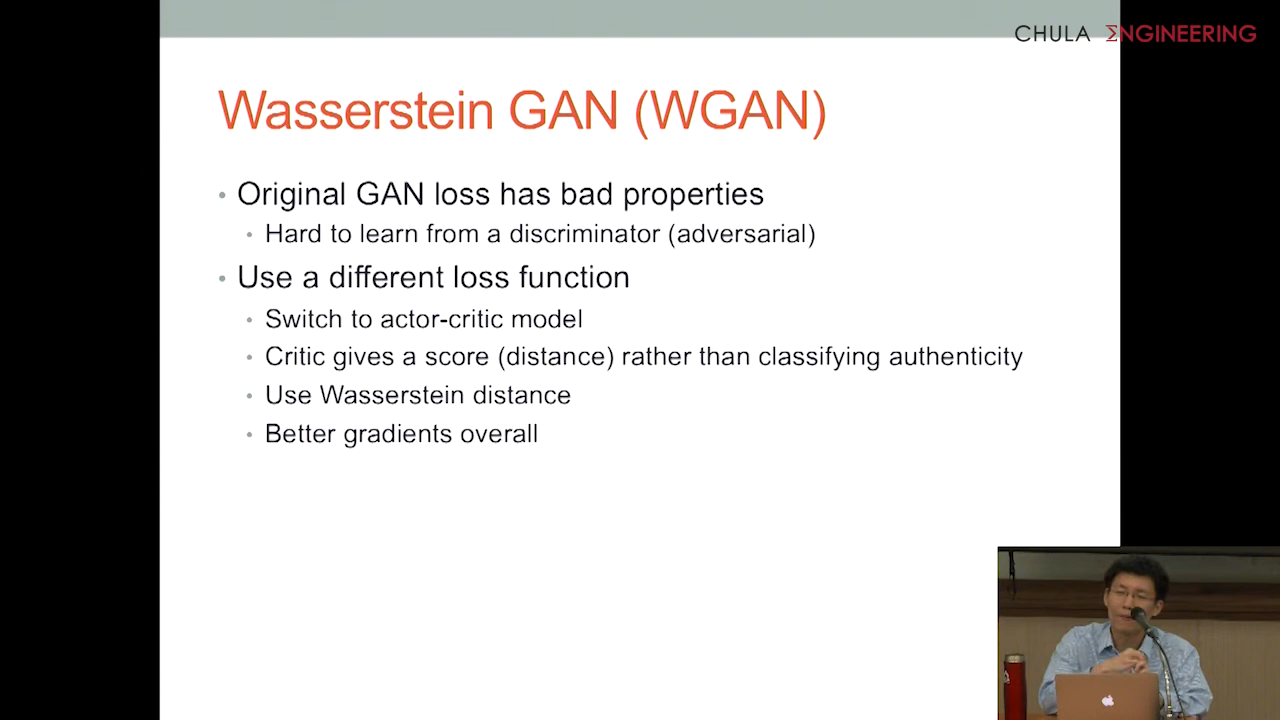 CHULA ΣNGINEERING
Wasserstein GAN (WGAN)
• Original GAN loss has bad properties
• Hard to learn from a discriminator (adversarial)
• Use a different loss function
• Switch to actor-critic model
• Critic gives a score (distance) rather than classifying authenticity
• Use Wasserstein distance
• Better gradients overall